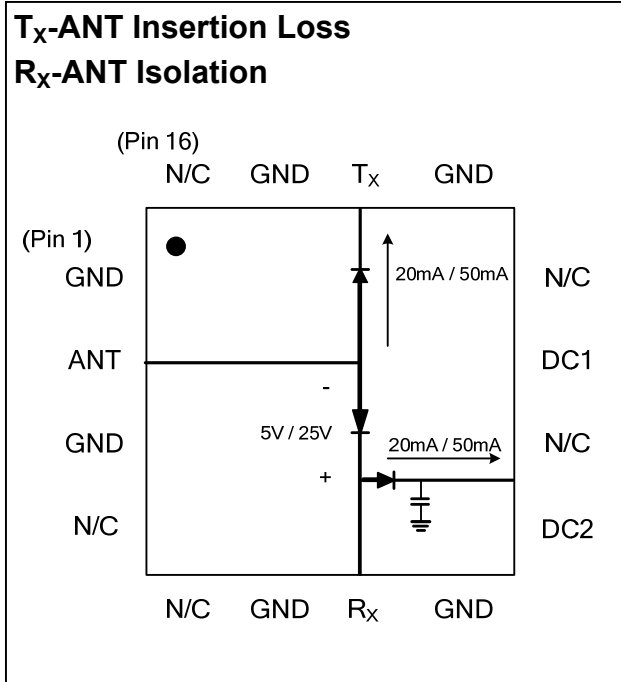 Tx-ANT Insertion Loss
Rx-ANT Isolation
(Pin 16)
N/C GND Tx GND
(Pin 1)
GND 20mA / 50mA N/C
ANT DC1
-
GND 5V / 25V 20mA / 50mA N/C
+
N/C DC2
N/C GND Rx GND